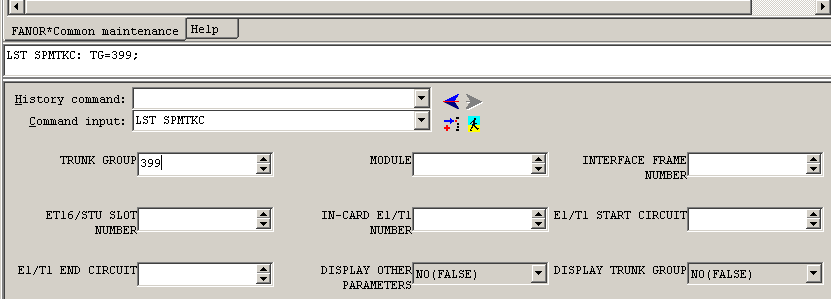 FANOR*Common maintenance Help
LST SPMTKC: TG=399;
History command:
Command input: LST SPMTKC
TRUNK GROUP 399 MODULE INTERFACE FRAME
NUMBER
ET16/STU SLOT IN-CARD E1/T1 E1/T1 START CIRCUIT
NUMBER NUMBER
E1/T1 END CIRCUIT DISPLAY OTHER NO(FALSE) DISPLAY TRUNK GROUP NO(FALSE)
PARAMETERS